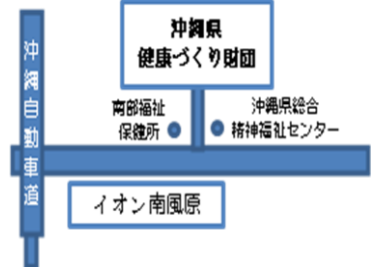 沖縄県
健康づくり財団
南部福祉
保健所
沖縄県総合
精神福祉センター
沖縄自動車道
イオン南風原